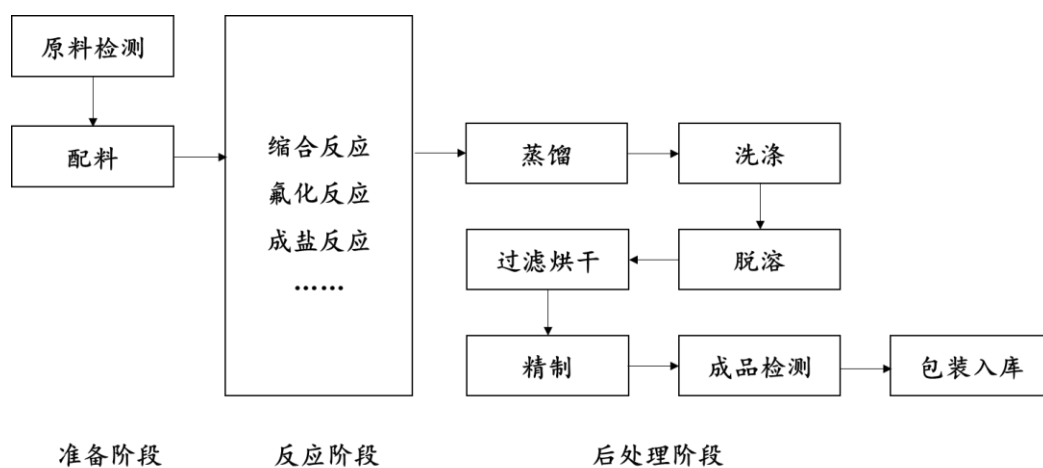 原料检测
配料
缩合反应
氟化反应
成盐反应
……
蒸馏
洗涤
脱溶
过滤烘干
精制
成品检测
包装入库
准备阶段
反应阶段
后处理阶段